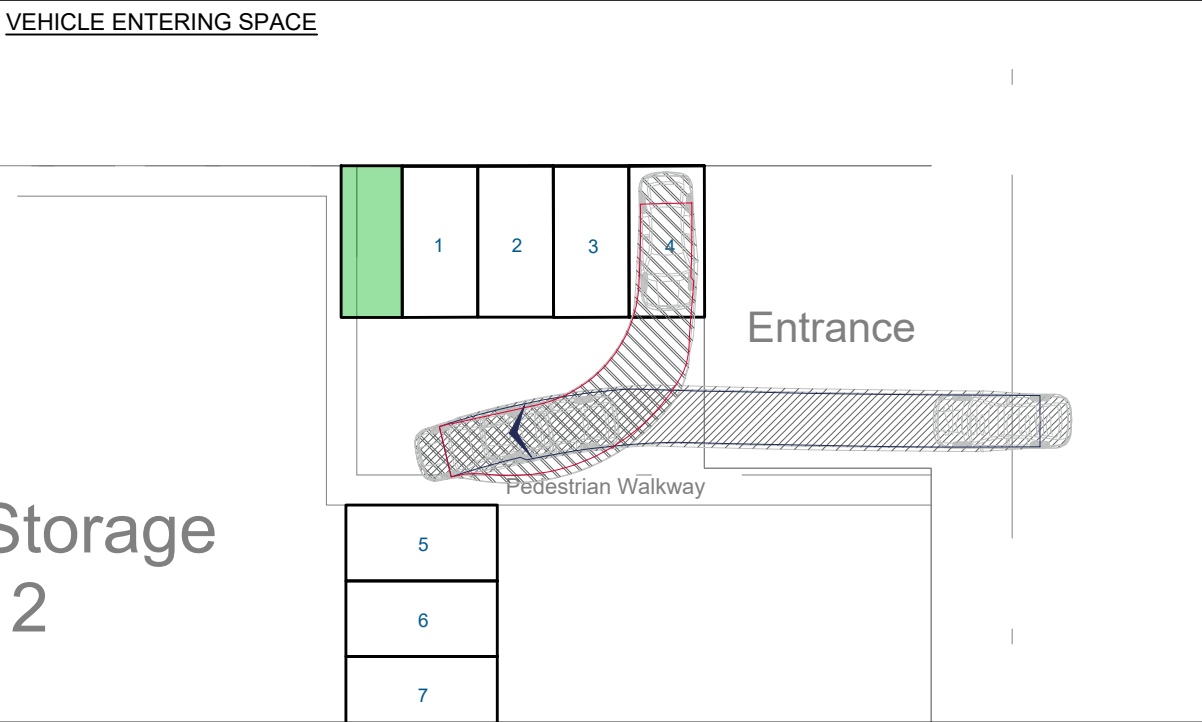 VEHICLE ENTERING SPACE
1
2
3
4
Entrance
Pedestrian Walkway
Storage
2
5
6
7